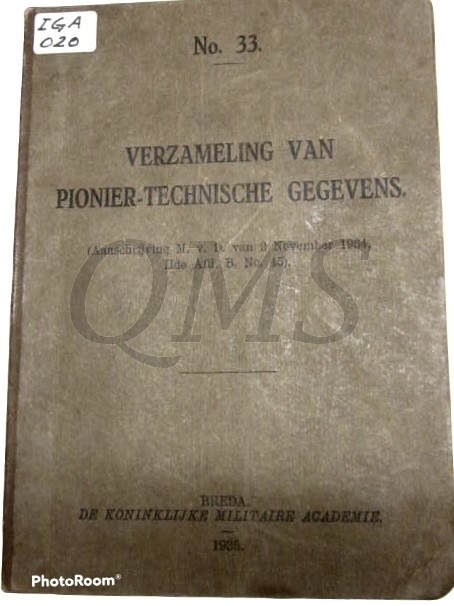 IGA
020
No. 33.
VERZAMELING VAN
PIONIER-TECHNISCHE GEGEVENS.
(Aanschrijving M. v. D. van 3 November 1934,
IIde Afd. B. No. 45).
QMS
BREDA.
DE KONINKLIJKE MILITAIRE ACADEMIE.
1935.
PhotoRoom®